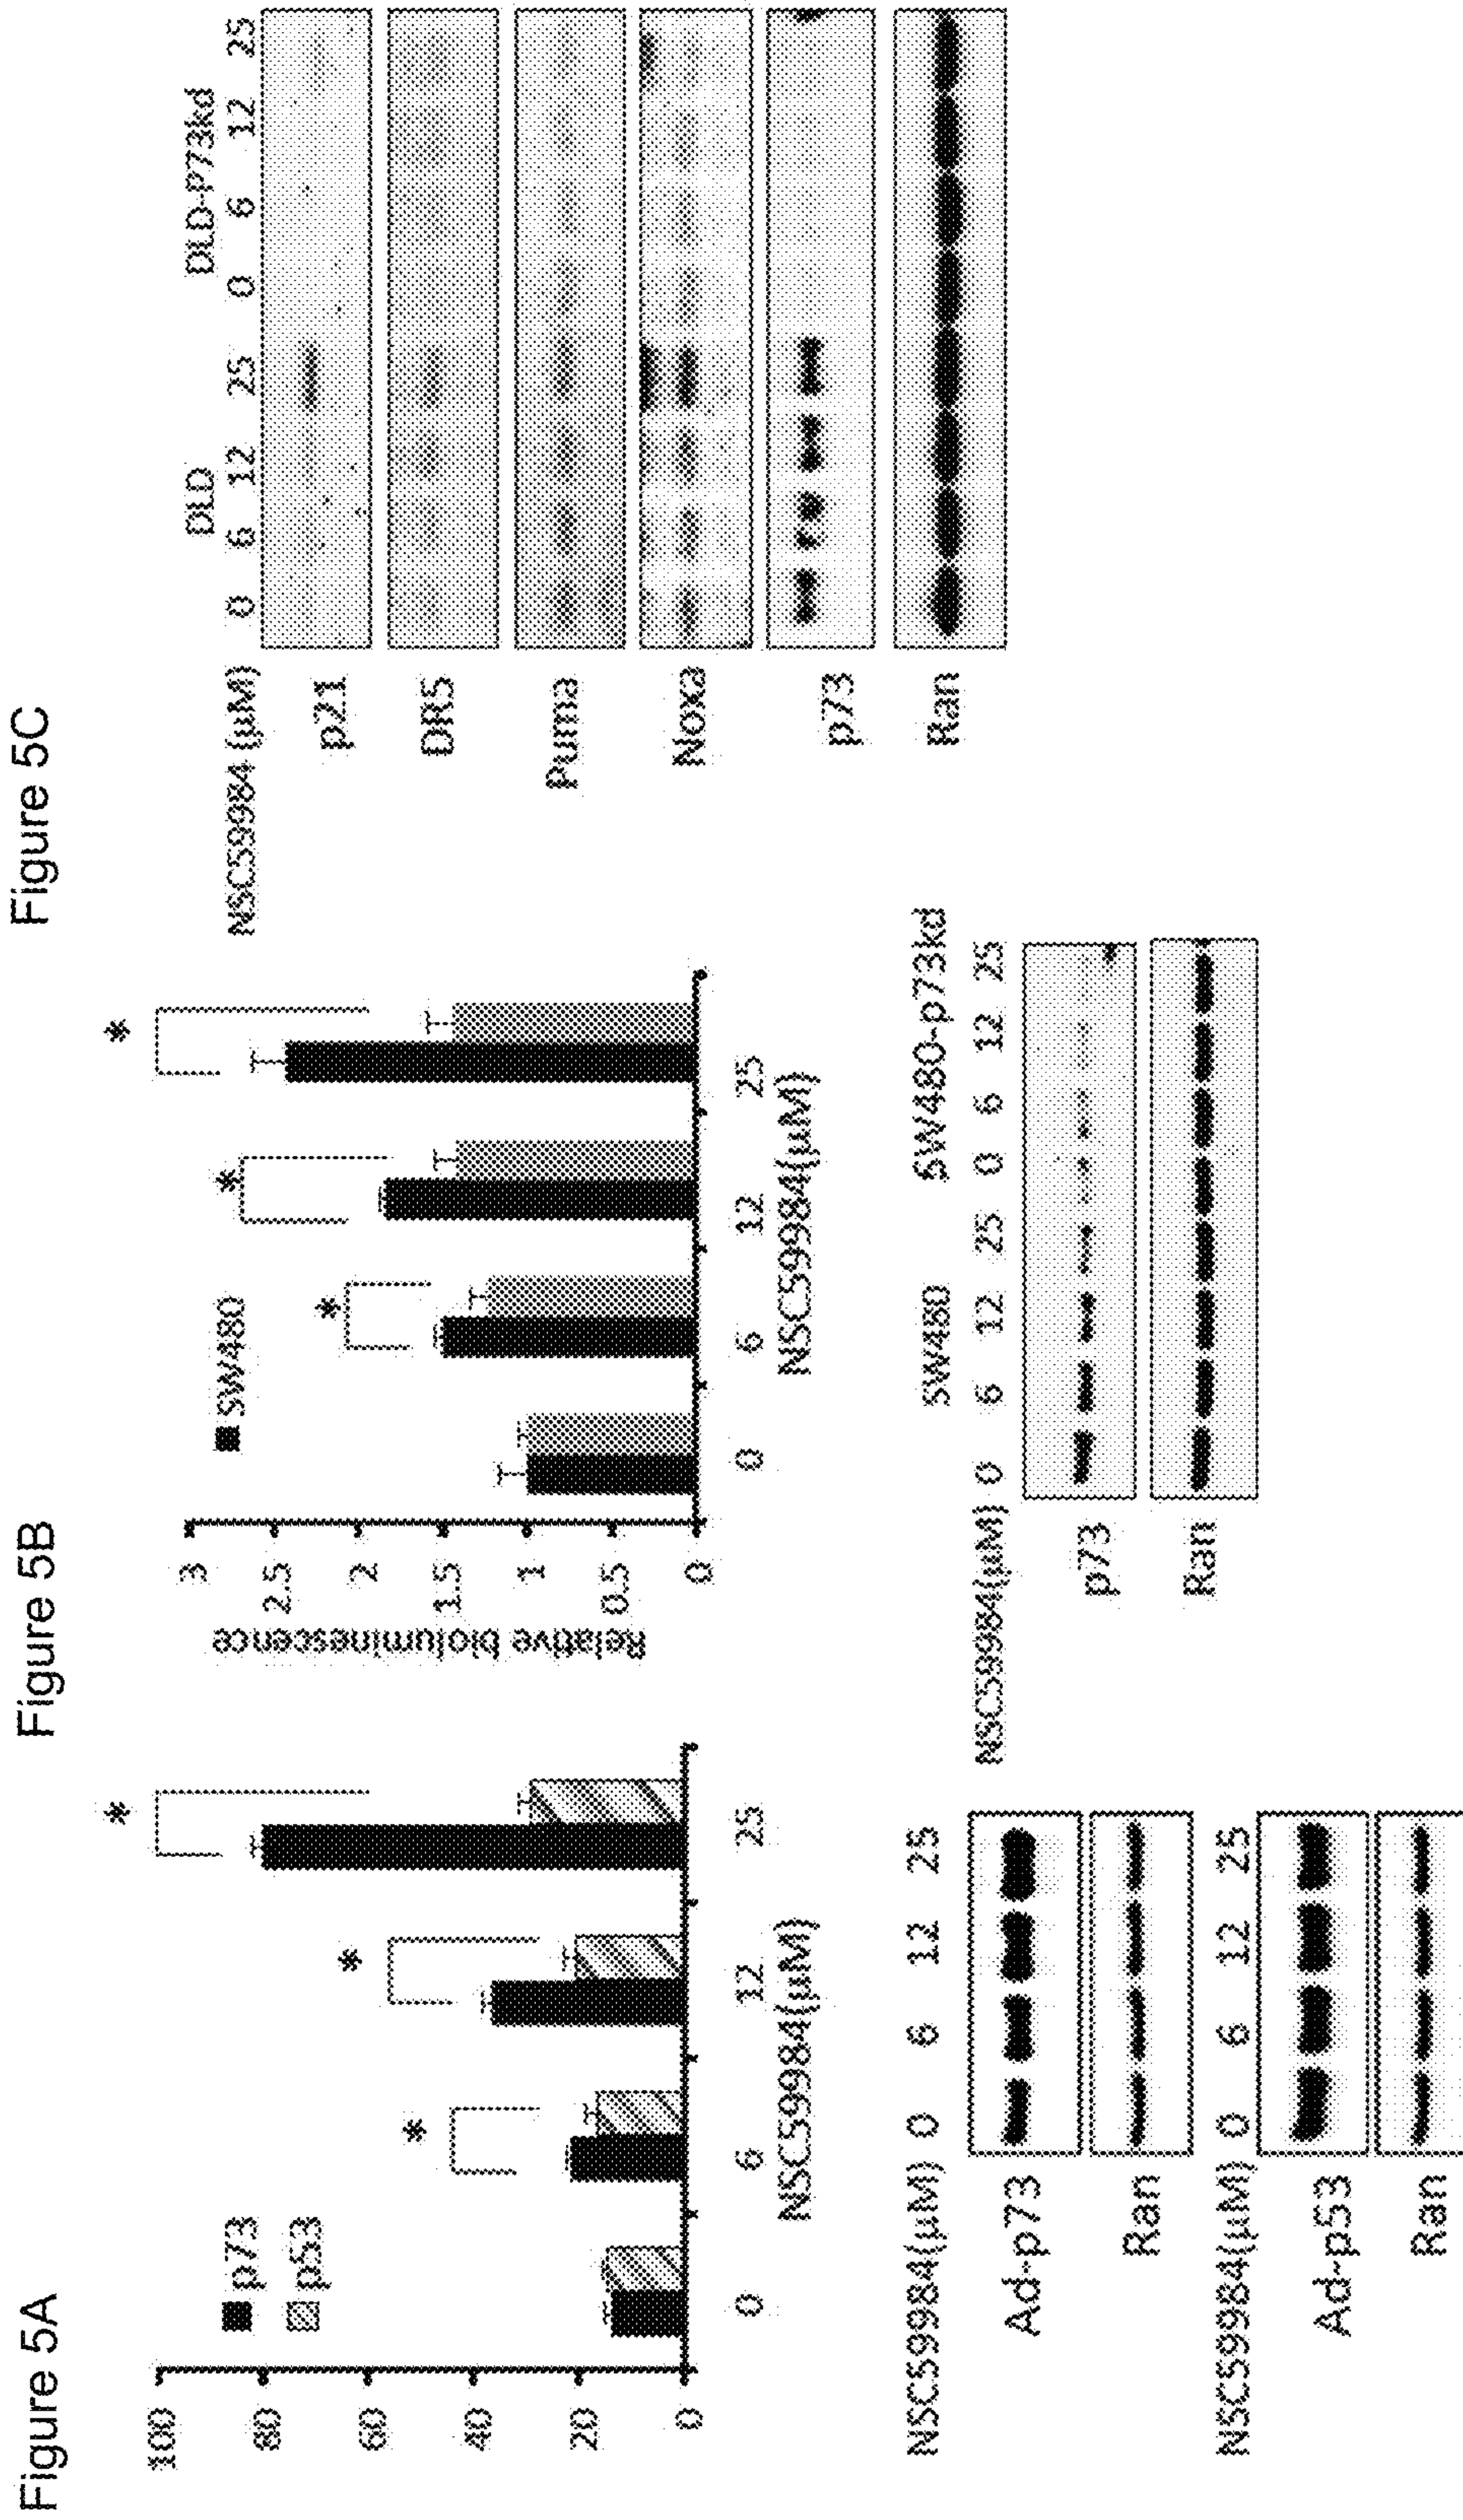 Figure 5A
100
80
60
40
20
0
p73
p53
*
*
*
0 6 12 25
NSC59984(μM)
NSC59984(μM) 0 6 12 25
Ad-p73
Ran
NSC59984(μM) 0 6 12 25
Ad-p53
Ran
Figure 5B
Relative bioluminescence
3
2.5
2
1.5
1
0.5
0
SW480
*
*
*
0 6 12 25
NSC59984(μM)
SW480 SW480-p73kd
NSC59984(μM) 0 6 12 25 0 6 12 25
p73
Ran
Figure 5C
DLD DLD-P73kd
NSC59984 (μM) 0 6 12 25 0 6 12 25
p21
DR5
Puma
Noxa
p73
Ran